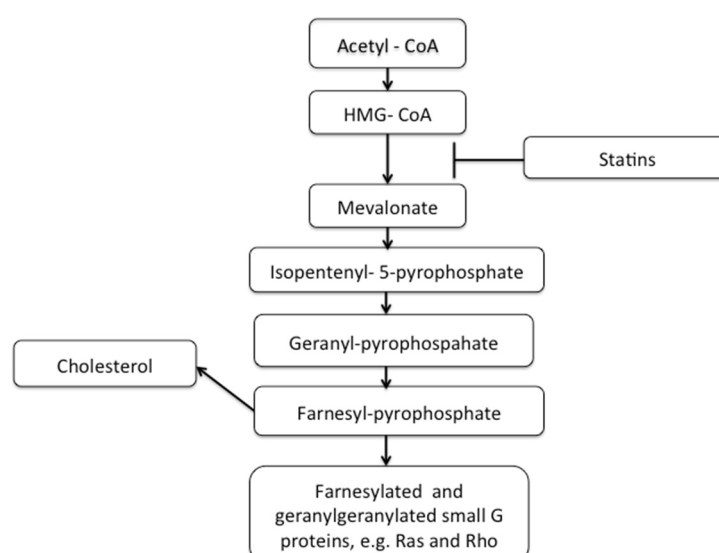 Acetyl - CoA
HMG- CoA
Statins
Mevalonate
Isopentenyl- 5-pyrophosphate
Geranyl-pyrophospahate
Cholesterol
Farnesyl-pyrophosphate
Farnesylated and
geranylgeranylated small G
proteins, e.g. Ras and Rho